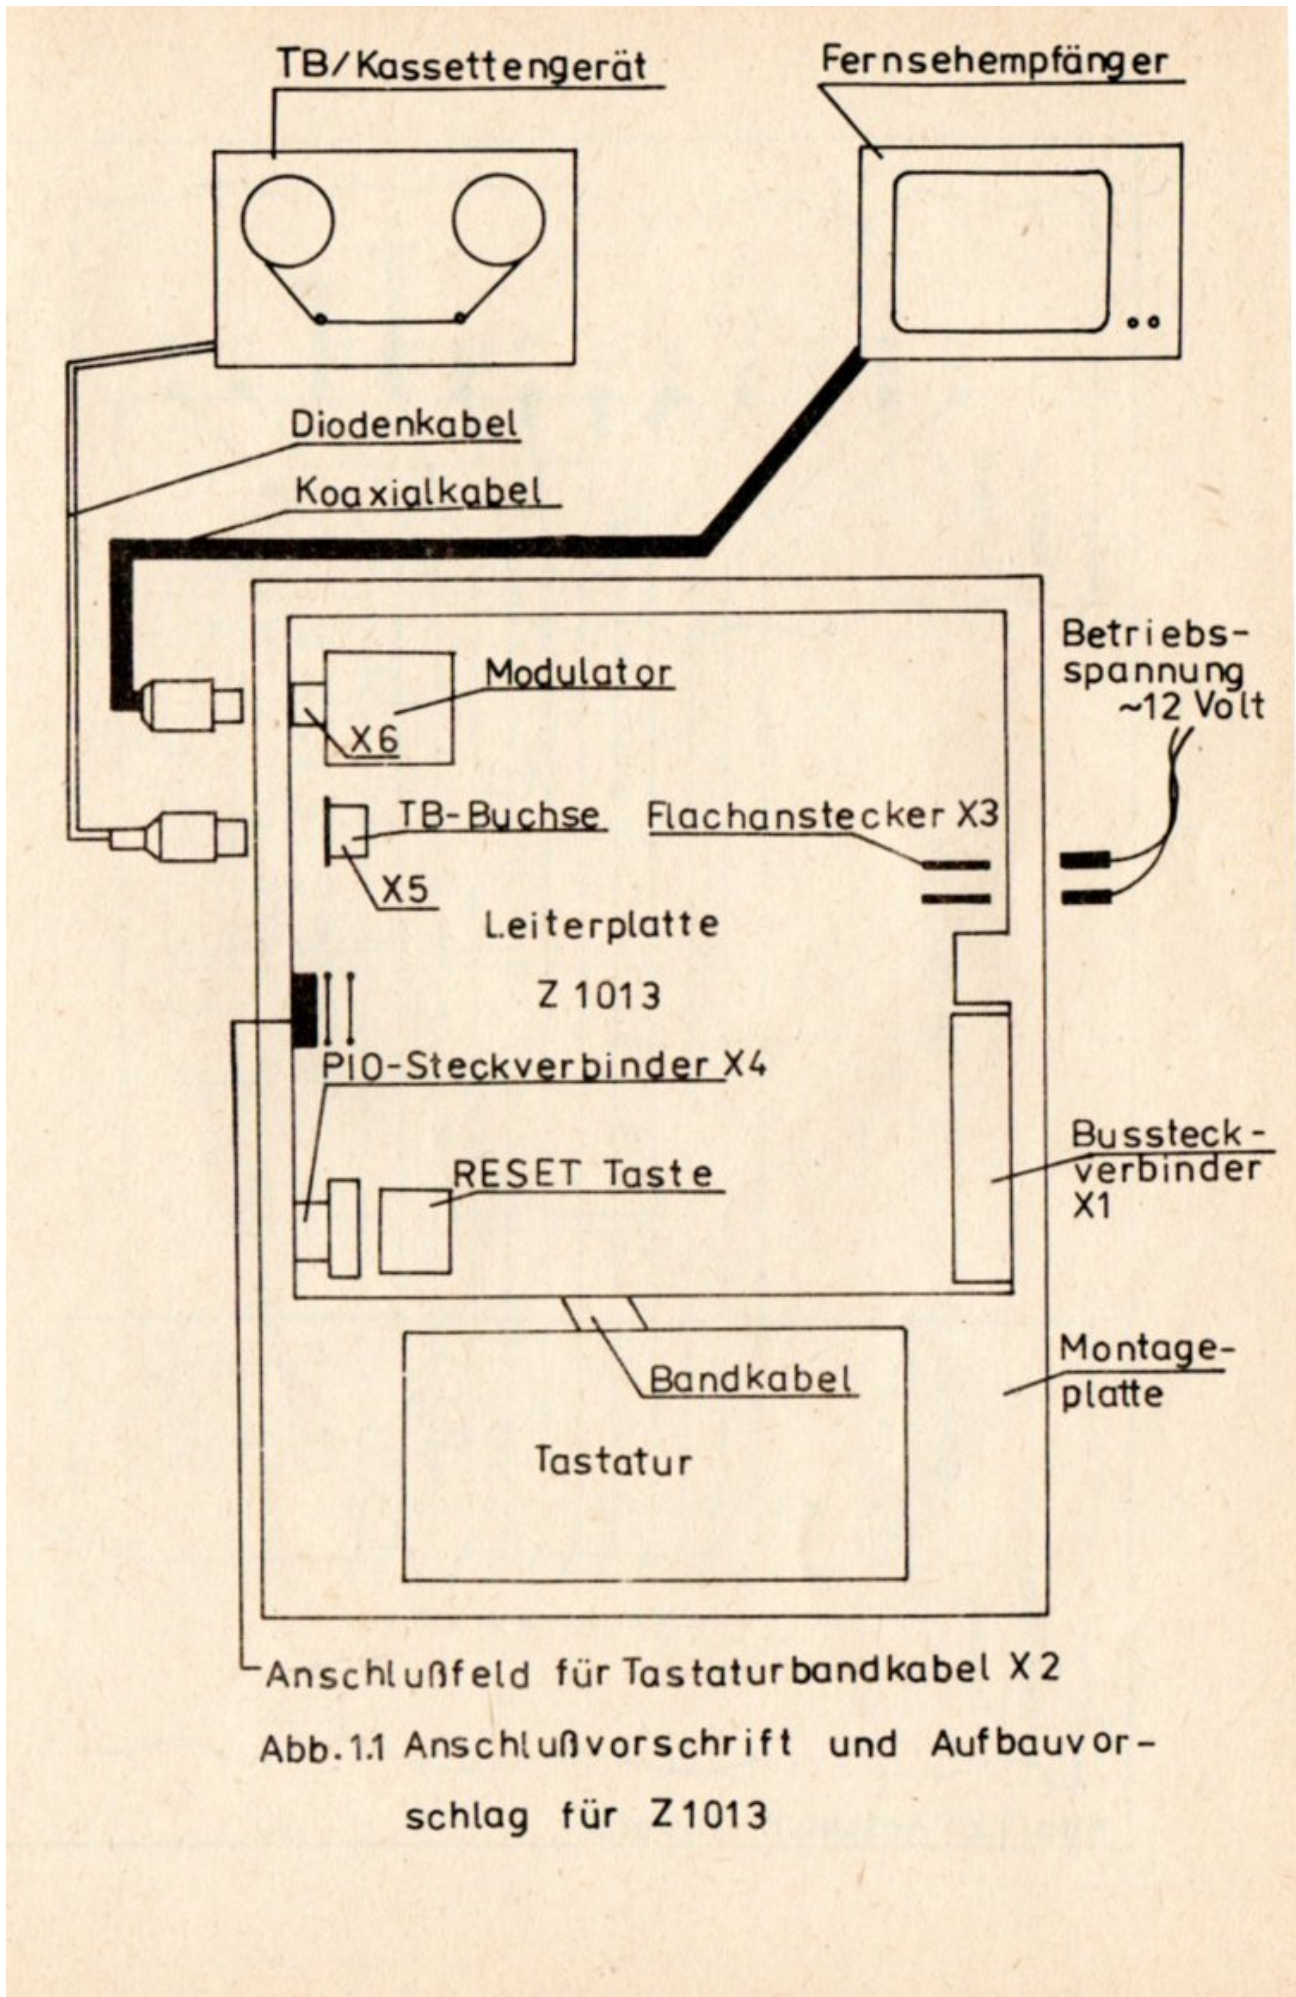 TB/Kassettengerät
Fernsehempfänger
Diodenkabel
Koaxialkabel
Betriebs-
spannung
~12 Volt
Modulator
X6
TB-Buchse
Flachanstecker X3
X5
Leiterplatte
Z 1013
PIO-Steckverbinder X4
RESET Taste
Bussteck-
verbinder
X1
Montage-
platte
Bandkabel
Tastatur
Anschlußfeld für Tastaturbandkabel X2
Abb.1.1 Anschlußvorschrift und Aufbauvor-
schlag für Z1013